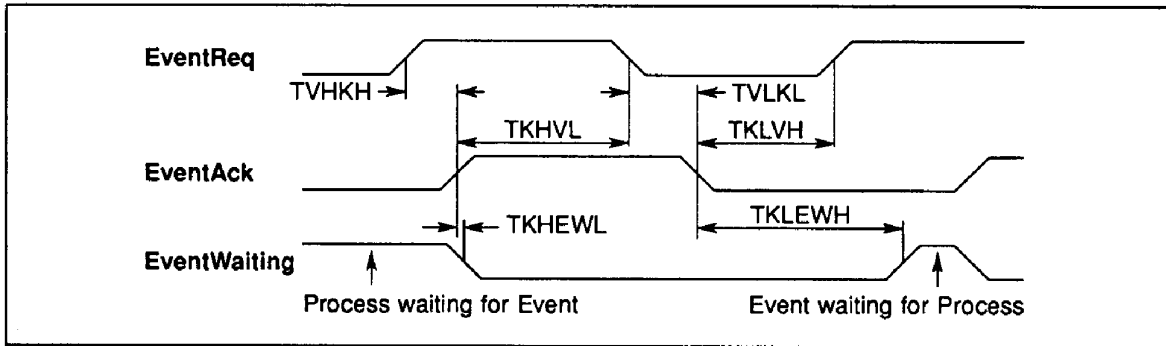 EventReq
TVHKH
TVLKL
TKHVL
TKLVH
EventAck
TKHEWL
TKLEWH
EventWaiting
Process waiting for Event
Event waiting for Process